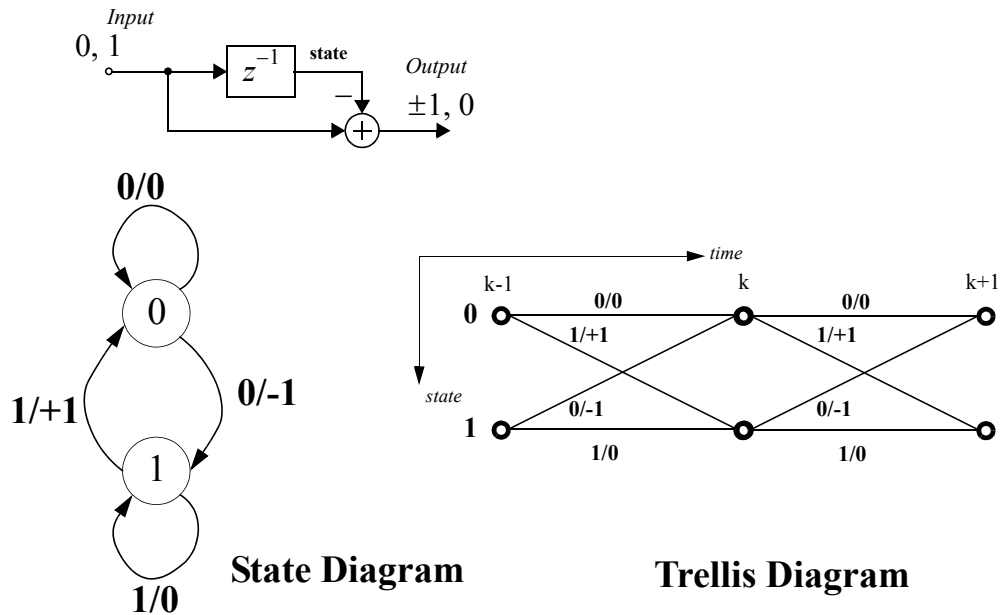 Input
0, 1
z⁻¹
state
Output
−
±1, 0
+
0/0
0
1/+1
0/-1
1
1/0
State Diagram
time
k-1
k
k+1
0
0/0
0/0
1/+1
1/+1
state
0/-1
0/-1
1
1/0
1/0
Trellis Diagram